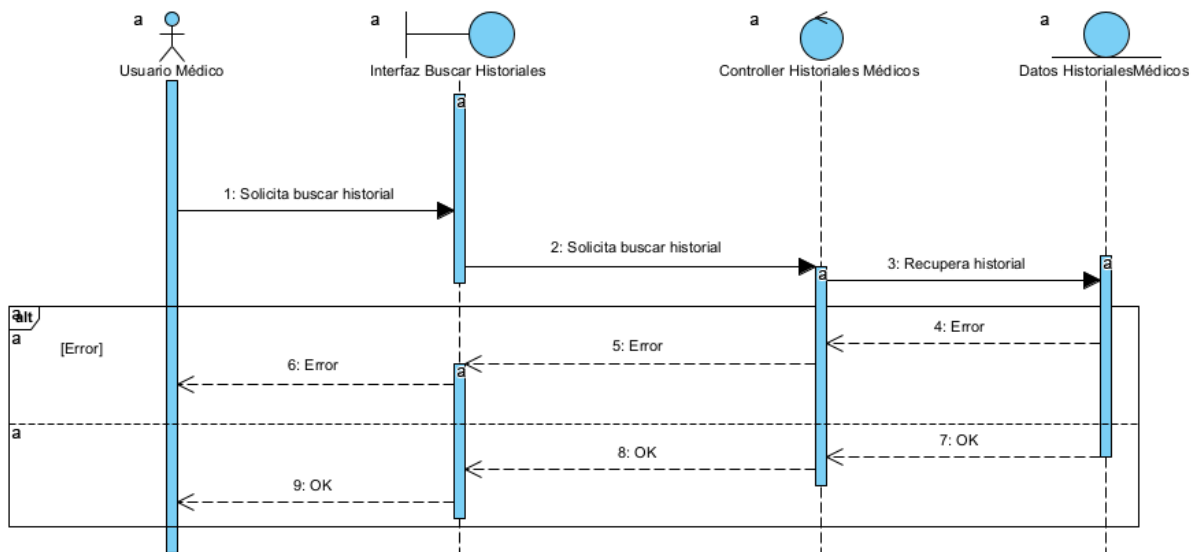 a
a
a
a
Usuario Médico
Interfaz Buscar Historiales
Controller Historiales Médicos
Datos HistorialesMédicos
a
1: Solicita buscar historial
2: Solicita buscar historial
a
3: Recupera historial
a
a
alt
a
[Error]
4: Error
5: Error
6: Error
a
a
7: OK
8: OK
9: OK